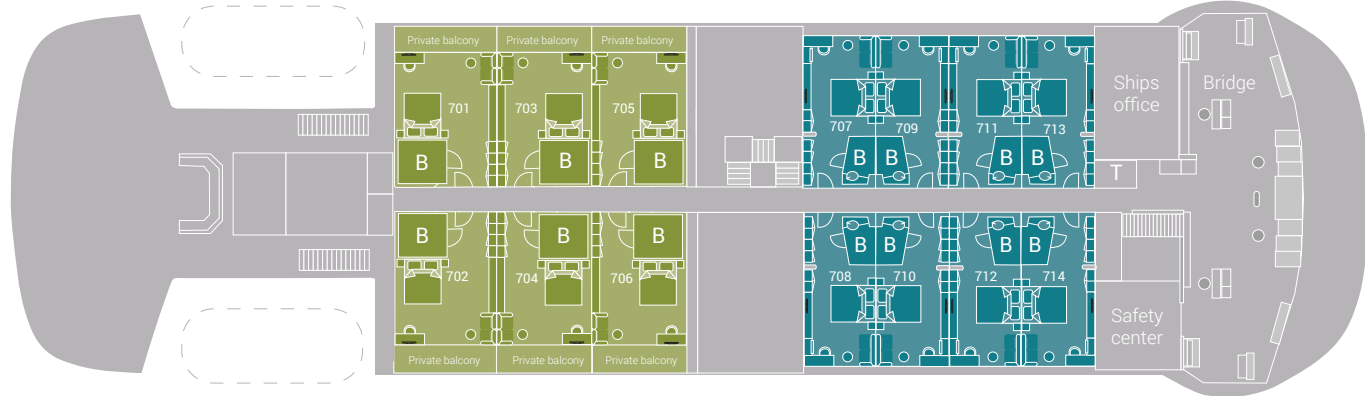 Private balcony Private balcony Private balcony
701 703 705
707 709 711 713
B B B
B B B B
Ships
office
Bridge
T
B B B
B B B B
702 704 706
708 710 712 714
Safety
center
Private balcony Private balcony Private balcony